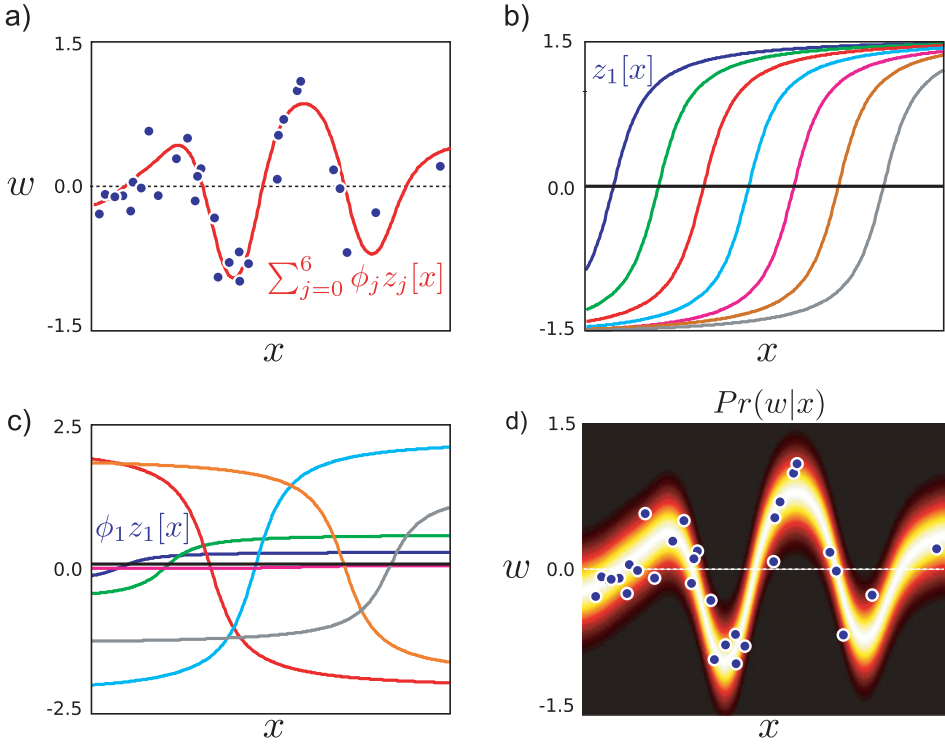 a)
1.5
w
0.0
-1.5
∑_{j=0}^{6} φ_j z_j[x]
x
b)
1.5
z_1[x]
0.0
-1.5
x
c)
2.5
φ_1 z_1[x]
0.0
-2.5
x
d)
Pr(w|x)
1.5
w
0.0
-1.5
x